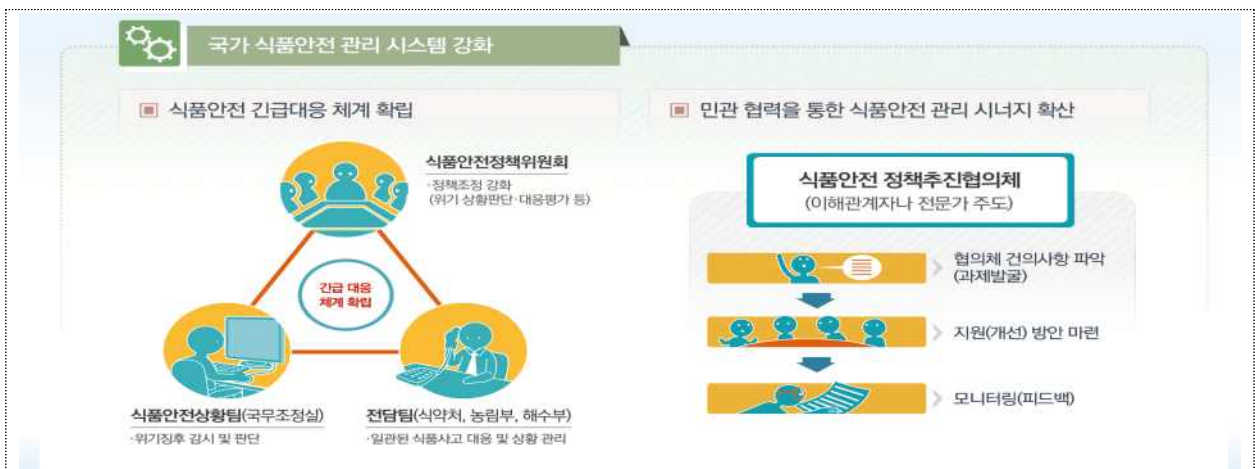 국가 식품안전 관리 시스템 강화
식품안전 긴급대응 체계 확립
식품안전정책위원회
·정책조정 강화
(위기 상황판단·대응평가 등)
긴급 대응
체계 확립
식품안전상황팀(국무조정실)
·위기징후 감시 및 판단
전담팀(식약처, 농림부, 해수부)
·일관된 식품사고 대응 및 상황 관리
민관 협력을 통한 식품안전 관리 시너지 확산
식품안전 정책추진협의체
(이해관계자나 전문가 주도)
협의체 건의사항 파악
(과제발굴)
지원(개선) 방안 마련
모니터링(피드백)